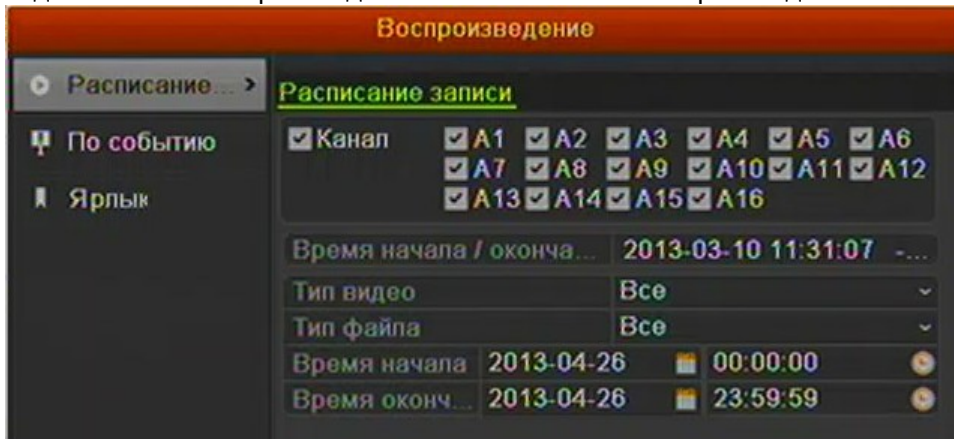 Воспроизведение
Расписание... >
По событию
Ярлык
Расписание записи
Канал A1 A2 A3 A4 A5 A6
A7 A8 A9 A10 A11 A12
A13 A14 A15 A16
Время начала / оконча... 2013-03-10 11:31:07 -...
Тип видео Все
Тип файла Все
Время начала 2013-04-26 00:00:00
Время оконч... 2013-04-26 23:59:59